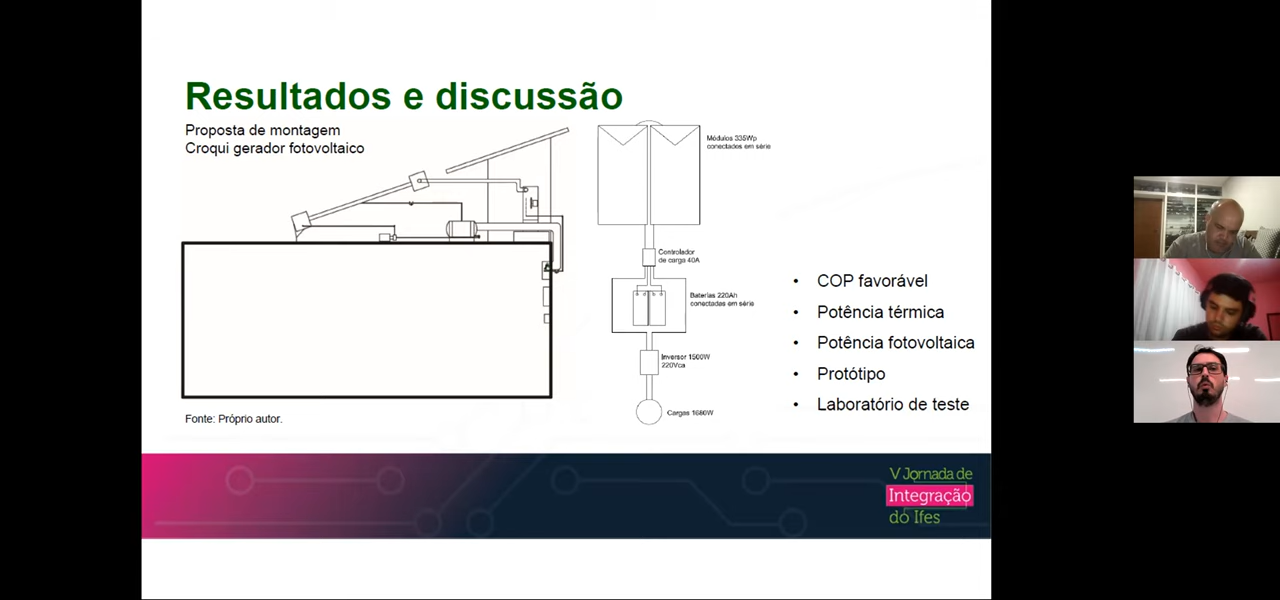 Resultados e discussão
Proposta de montagem
Croqui gerador fotovoltaico
Módulos 335Wp
conectados em série
Controlador
de carga 40A
Baterias 220Ah
conectadas em série
Inversor 1500W
220Vca
Cargas 1680W
• COP favorável
• Potência térmica
• Potência fotovoltaica
• Protótipo
• Laboratório de teste
Fonte: Próprio autor.
V Jornada de
Integração
do Ifes